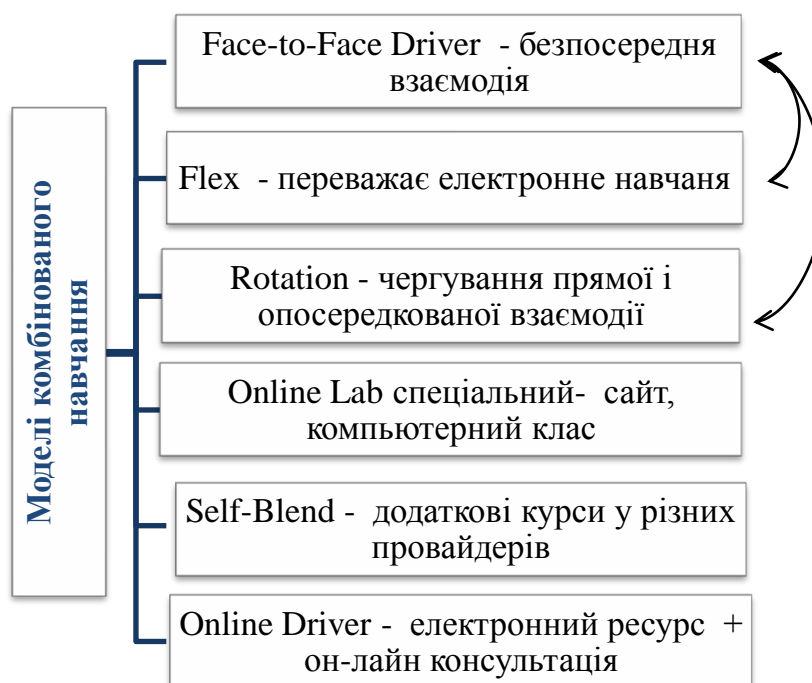 Моделі комбінованого
навчання
Face-to-Face Driver - безпосередня
взаємодія
Flex - переважає електронне навчаня
Rotation - чергування прямої і
опосередкованої взаємодії
Online Lab спеціальний- сайт,
компьютерний клас
Self-Blend - додаткові курси у різних
провайдерів
Online Driver - електронний ресурс +
он-лайн консультація